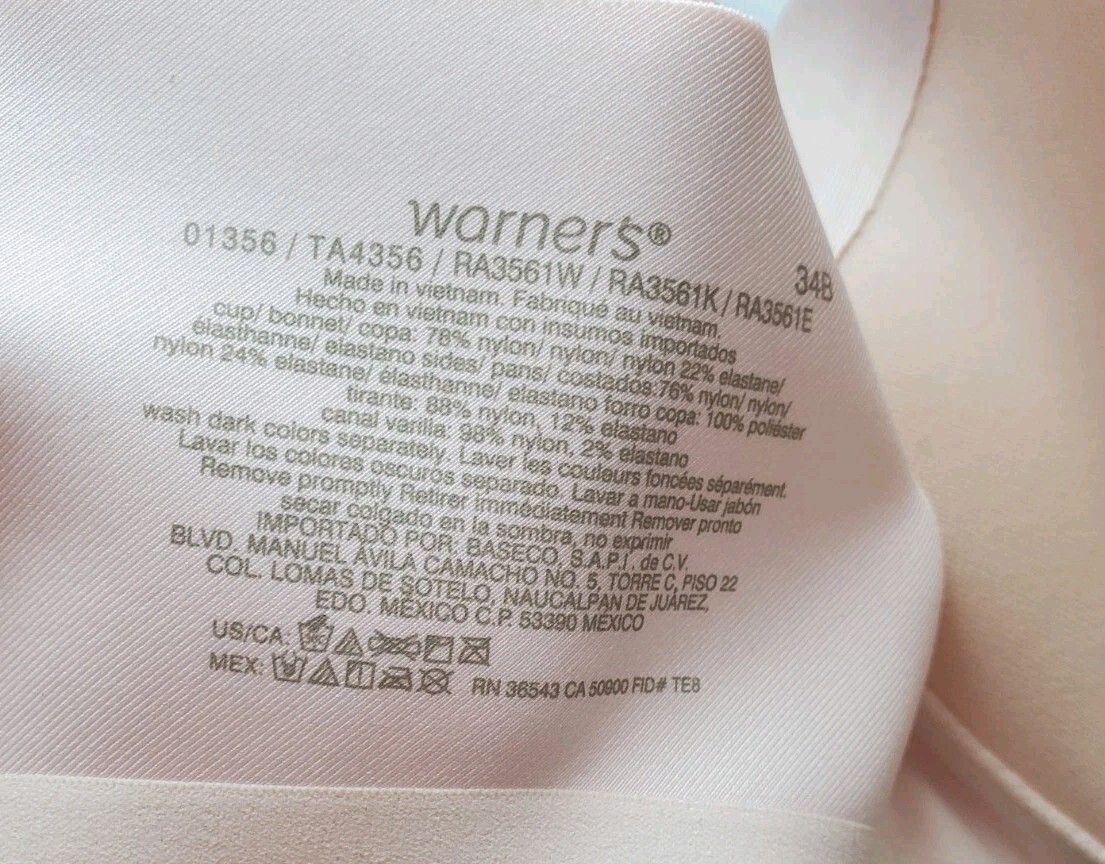 warner's®
34B
01356 / TA4356 / RA3561W / RA3561K / RA3561E
Made in vietnam. Fabriqué au vietnam.
Hecho en vietnam con insumos importados
cup/ bonnet/ copa: 78% nylon/ nylon/ nylon 22% elastane/
elasthanne/ elastano sides/ pans/ costados:76% nylon/ nylon/
nylon 24% elastane/ élasthanne/ elastano forro copa: 100% poliéster
tirante: 88% nylon, 12% elastano
canal varilla: 98% nylon, 2% elastano
wash dark colors separately. Laver les couleurs foncées séparément.
Lavar los colores oscuros separado. Lavar a mano-Usar jabón
Remove promptly Retirer immédiatement Remover pronto
secar colgado en la sombra, no exprimir
IMPORTADO POR: BASECO, S.A.P.I. de C.V.
BLVD. MANUEL ÁVILA CAMACHO NO. 5, TORRE C, PISO 22
COL. LOMAS DE SOTELO, NAUCALPAN DE JUÁREZ,
EDO. MÉXICO C.P. 53390 MÉXICO
US/CA:
MEX: RN 36543 CA 50900 FID# TE8